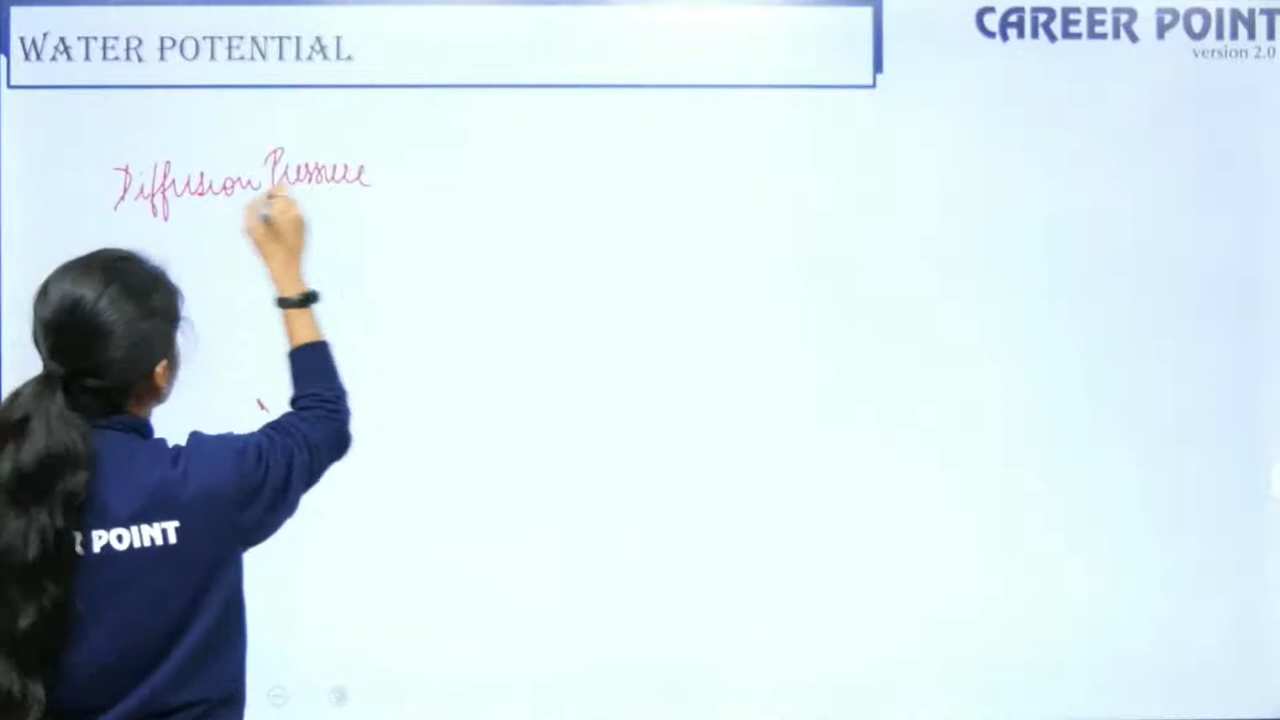 WATER POTENTIAL
CAREER POINT
version 2.0
Diffusion Pressure
POINT